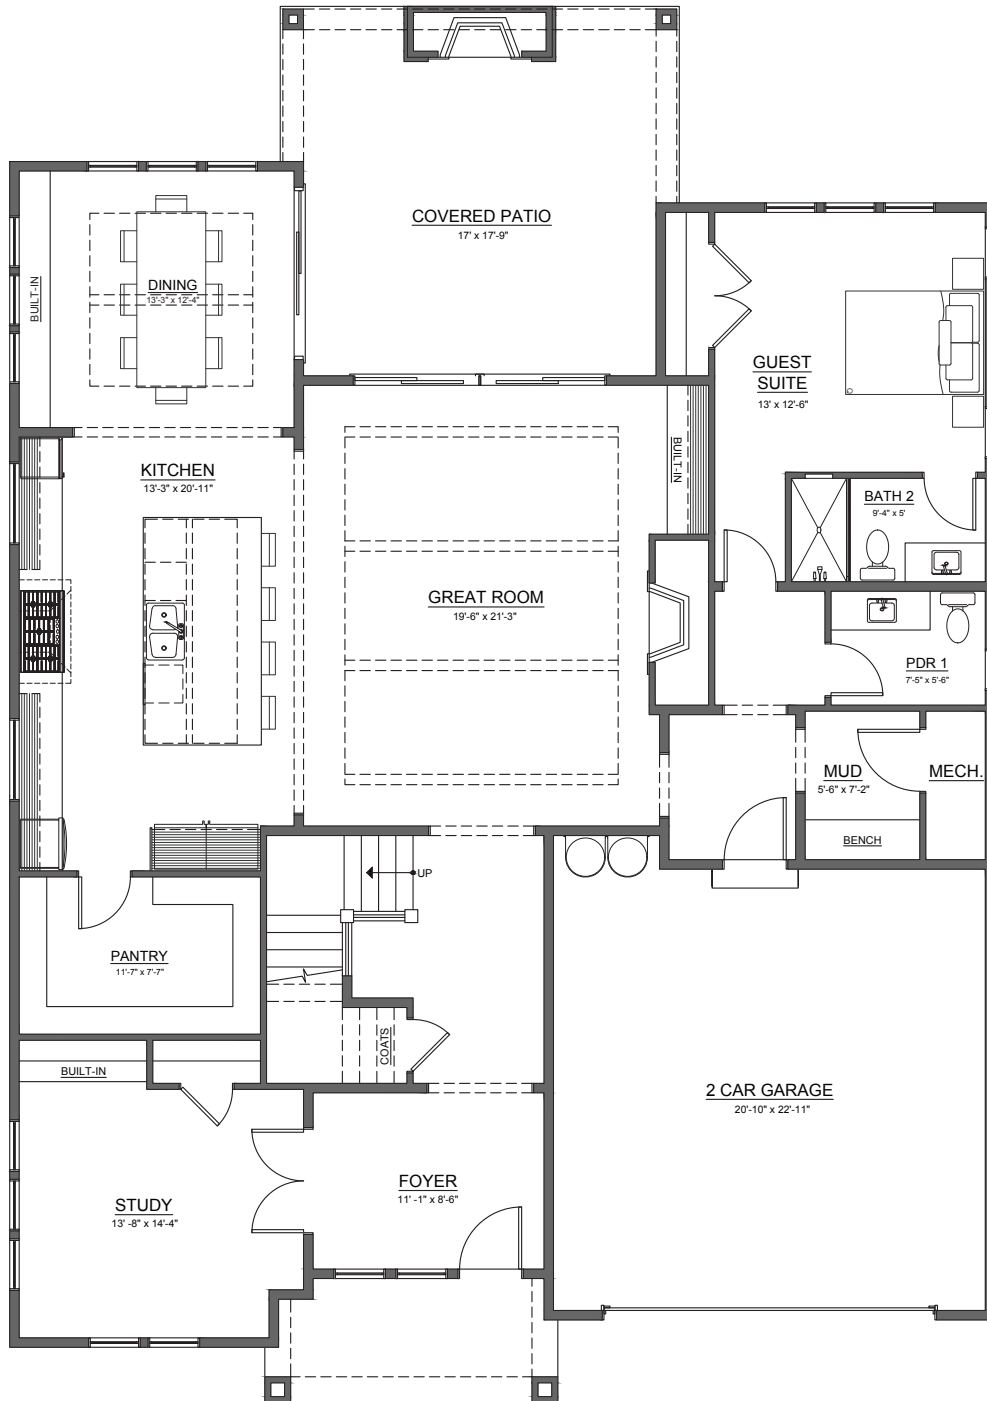 COVERED PATIO
17' x 17'-9"
DINING
13'-3" x 12'-4"
BUILT-IN
GUEST
SUITE
13' x 12'-6"
KITCHEN
13'-3" x 20'-11"
BUILT-IN
BATH 2
9'-4" x 5'
GREAT ROOM
19'-6" x 21'-3"
PDR 1
7'-5" x 5'-6"
MUD
5'-6" x 7'-2"
MECH.
BENCH
UP
PANTRY
11'-7" x 7'-7"
COATS
BUILT-IN
2 CAR GARAGE
20'-10" x 22'-11"
FOYER
11' -1" x 8'-6"
STUDY
13' -8" x 14'-4"